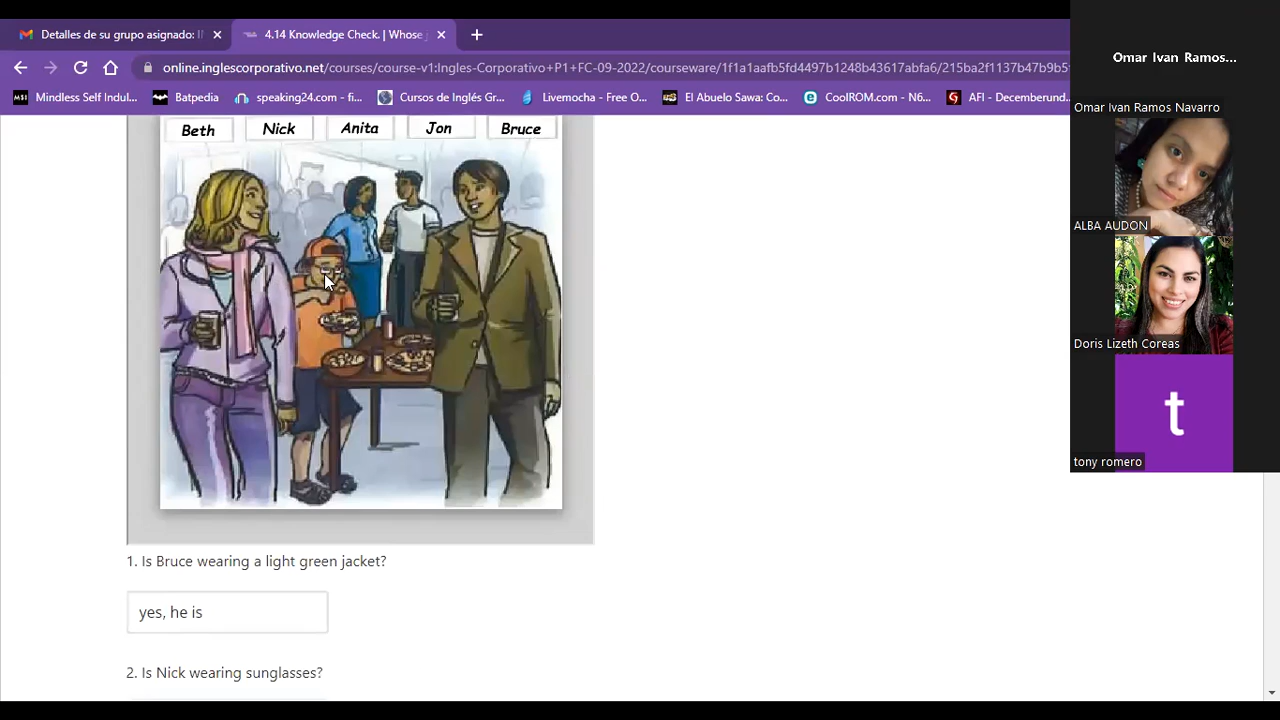 Detalles de su grupo asignado: I
4.14 Knowledge Check. | Whose j
online.inglescorporativo.net/courses/course-v1:Ingles-Corporativo+P1+FC-09-2022/courseware/1f1a1aafb5fd4497b1248b43617abfa6/215ba2f1137b47b9b5
Mindless Self Indul...
Batpedia
speaking24.com - fi...
Cursos de Inglés Gr...
Livemocha - Free O...
El Abuelo Sawa: Co...
CoolROM.com - N6...
AFI - Decemberund...
Beth Nick Anita Jon Bruce
1. Is Bruce wearing a light green jacket?
yes, he is
2. Is Nick wearing sunglasses?
Omar Ivan Ramos...
Omar Ivan Ramos Navarro
ALBA AUDON
Doris Lizeth Coreas
t
tony romero